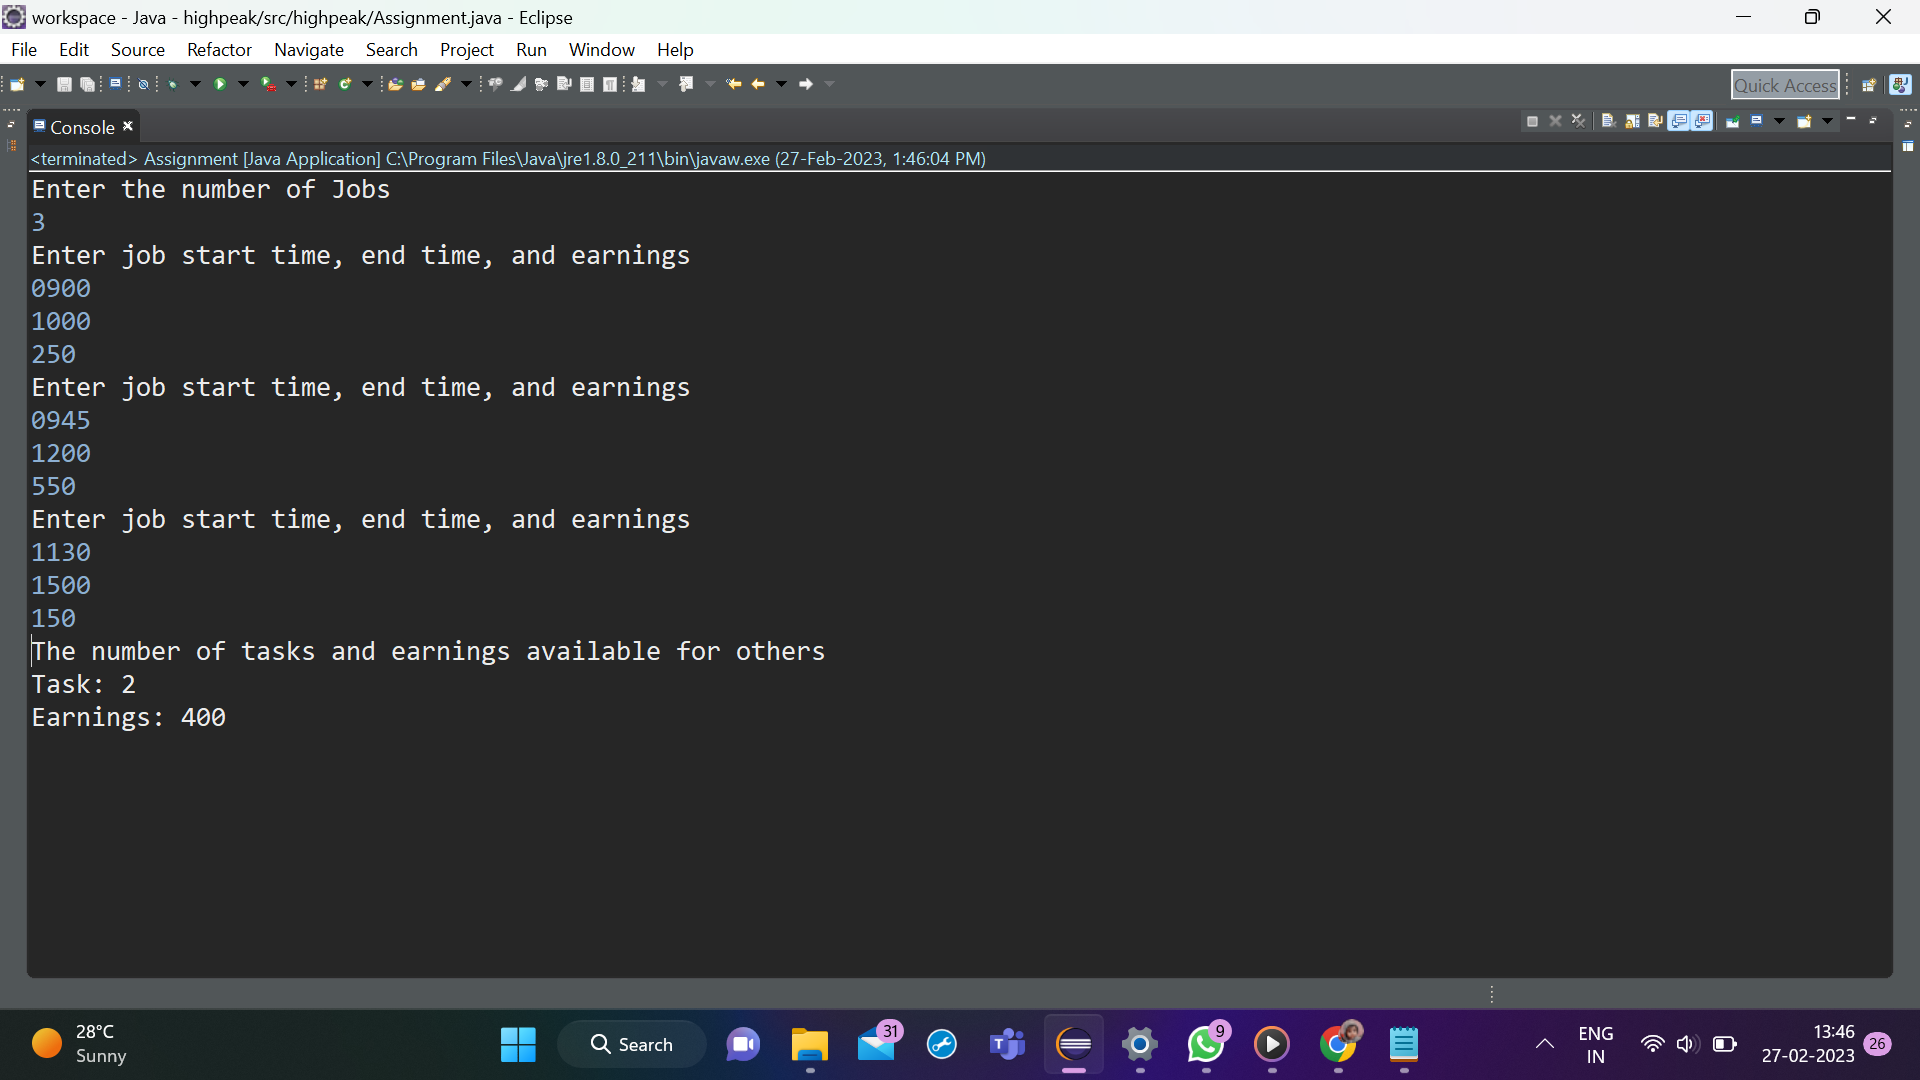 workspace - Java - highpeak/src/highpeak/Assignment.java - Eclipse
File Edit Source Refactor Navigate Search Project Run Window Help
Quick Access
Console
<terminated> Assignment [Java Application] C:\Program Files\Java\jre1.8.0_211\bin\javaw.exe (27-Feb-2023, 1:46:04 PM)
Enter the number of Jobs
3
Enter job start time, end time, and earnings
0900
1000
250
Enter job start time, end time, and earnings
0945
1200
550
Enter job start time, end time, and earnings
1130
1500
150
The number of tasks and earnings available for others
Task: 2
Earnings: 400
28°C
Sunny
Search
31
9
ENG
IN
13:46
27-02-2023
26